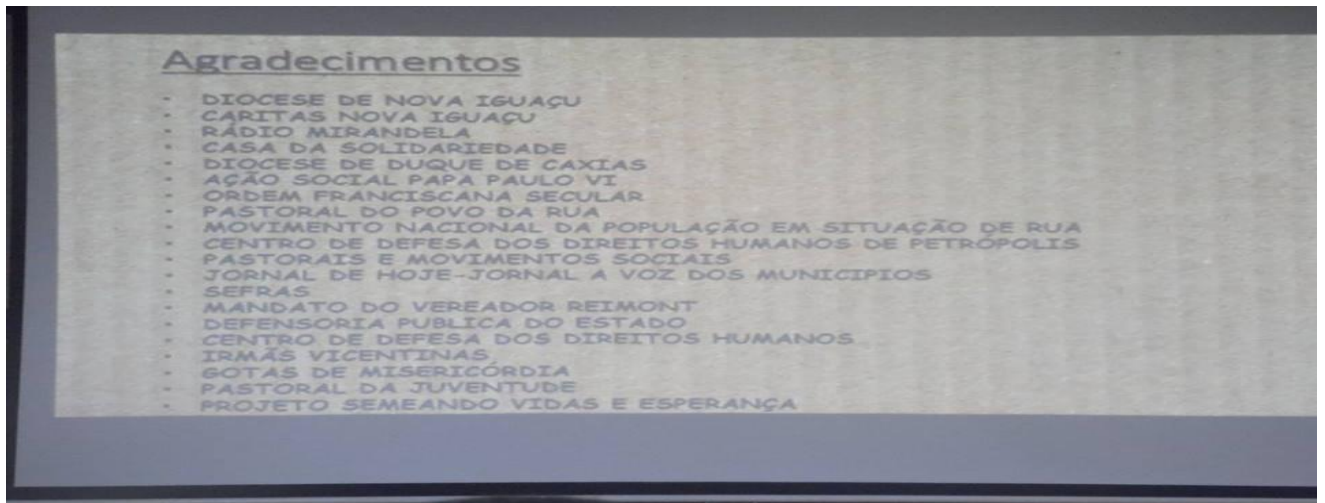 Agradecimentos
- DIOCESE DE NOVA IGUAÇU
- CARITAS NOVA IGUAÇU
- RÁDIO MIRANDELA
- CASA DA SOLIDARIEDADE
- DIOCESE DE DUQUE DE CAXIAS
- AÇÃO SOCIAL PAPA PAULO VI
- ORDEM FRANCISCANA SECULAR
- PASTORAL DO POVO DA RUA
- MOVIMENTO NACIONAL DA POPULAÇÃO EM SITUAÇÃO DE RUA
- CENTRO DE DEFESA DOS DIREITOS HUMANOS DE PETRÓPOLIS
- PASTORAIS E MOVIMENTOS SOCIAIS
- JORNAL DE HOJE-JORNAL A VOZ DOS MUNICIPIOS
- SEFRAS
- MANDATO DO VEREADOR REIMONT
- DEFENSORIA PUBLICA DO ESTADO
- CENTRO DE DEFESA DOS DIREITOS HUMANOS
- IRMÃS VICENTINAS
- GOTAS DE MISERICÓRDIA
- PASTORAL DA JUVENTUDE
- PROJETO SEMEANDO VIDAS E ESPERANÇA